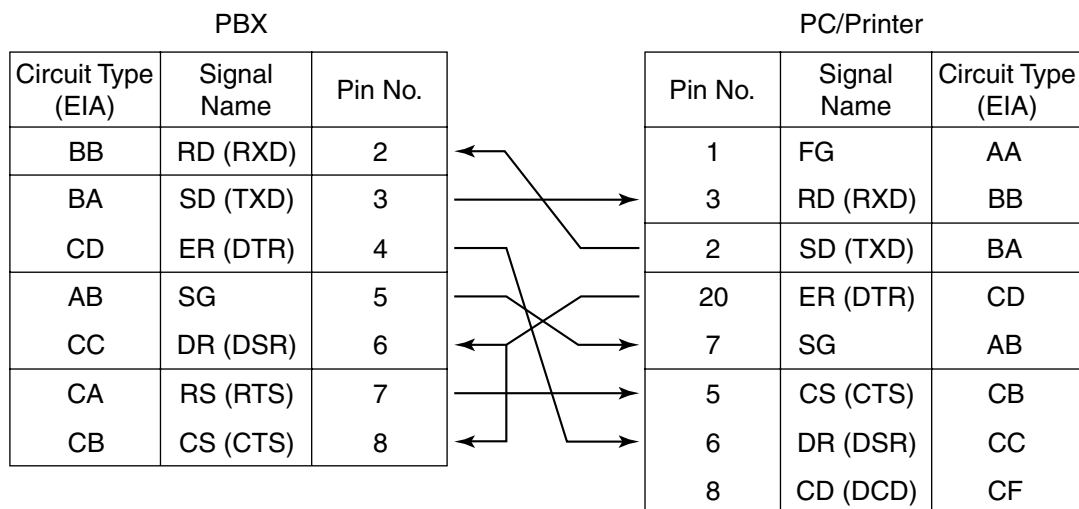 PBX
Circuit Type (EIA) Signal Name Pin No.
BB RD (RXD) 2
BA SD (TXD) 3
CD ER (DTR) 4
AB SG 5
CC DR (DSR) 6
CA RS (RTS) 7
CB CS (CTS) 8
PC/Printer
Pin No. Signal Name Circuit Type (EIA)
1 FG AA
3 RD (RXD) BB
2 SD (TXD) BA
20 ER (DTR) CD
7 SG AB
5 CS (CTS) CB
6 DR (DSR) CC
8 CD (DCD) CF